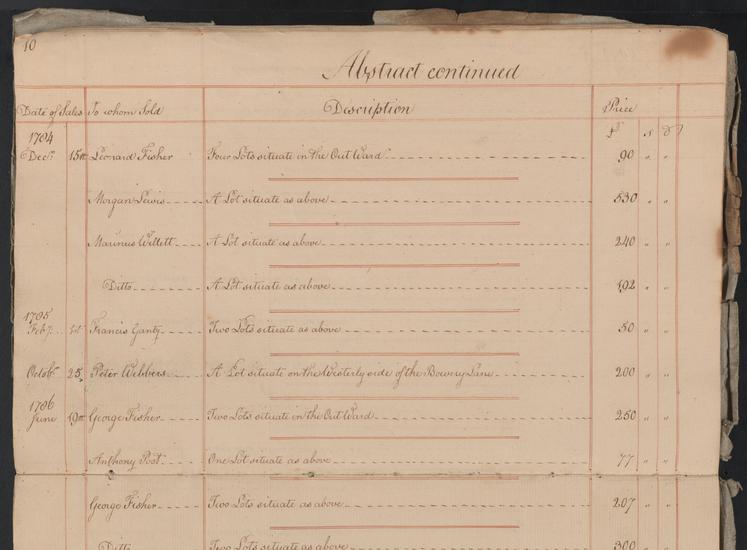 10
Abstract continued
Date of Sales To whom Sold Description Price
1784 £ s d
Decr. 15th Leonard Fisher Four Lots situate in the Out Ward 90 " "
Morgan Lewis A Lot situate as above 530 " "
Marinus Willett A Lot situate as above 240 " "
Ditto A Lot situate as above 192 " "
1785
Feby. 1st Francis Gantz Two Lots situate as above 50 " "
Octobr. 25 Peter Webbers A Lot situate on the Westerly side of the Bowery Lane 200 " "
1786
June 19th George Fisher Two Lots situate in the Out Ward 250 " "
Anthony Post One Lot situate as above 77 " "
George Fisher Two Lots situate as above 207 " "
Ditto Two Lots situate as above 300 " "